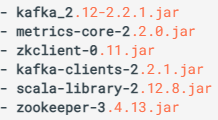 - kafka_2.12-2.2.1.jar
- metrics-core-2.2.0.jar
- zkclient-0.11.jar
- kafka-clients-2.2.1.jar
- scala-library-2.12.8.jar
- zookeeper-3.4.13.jar